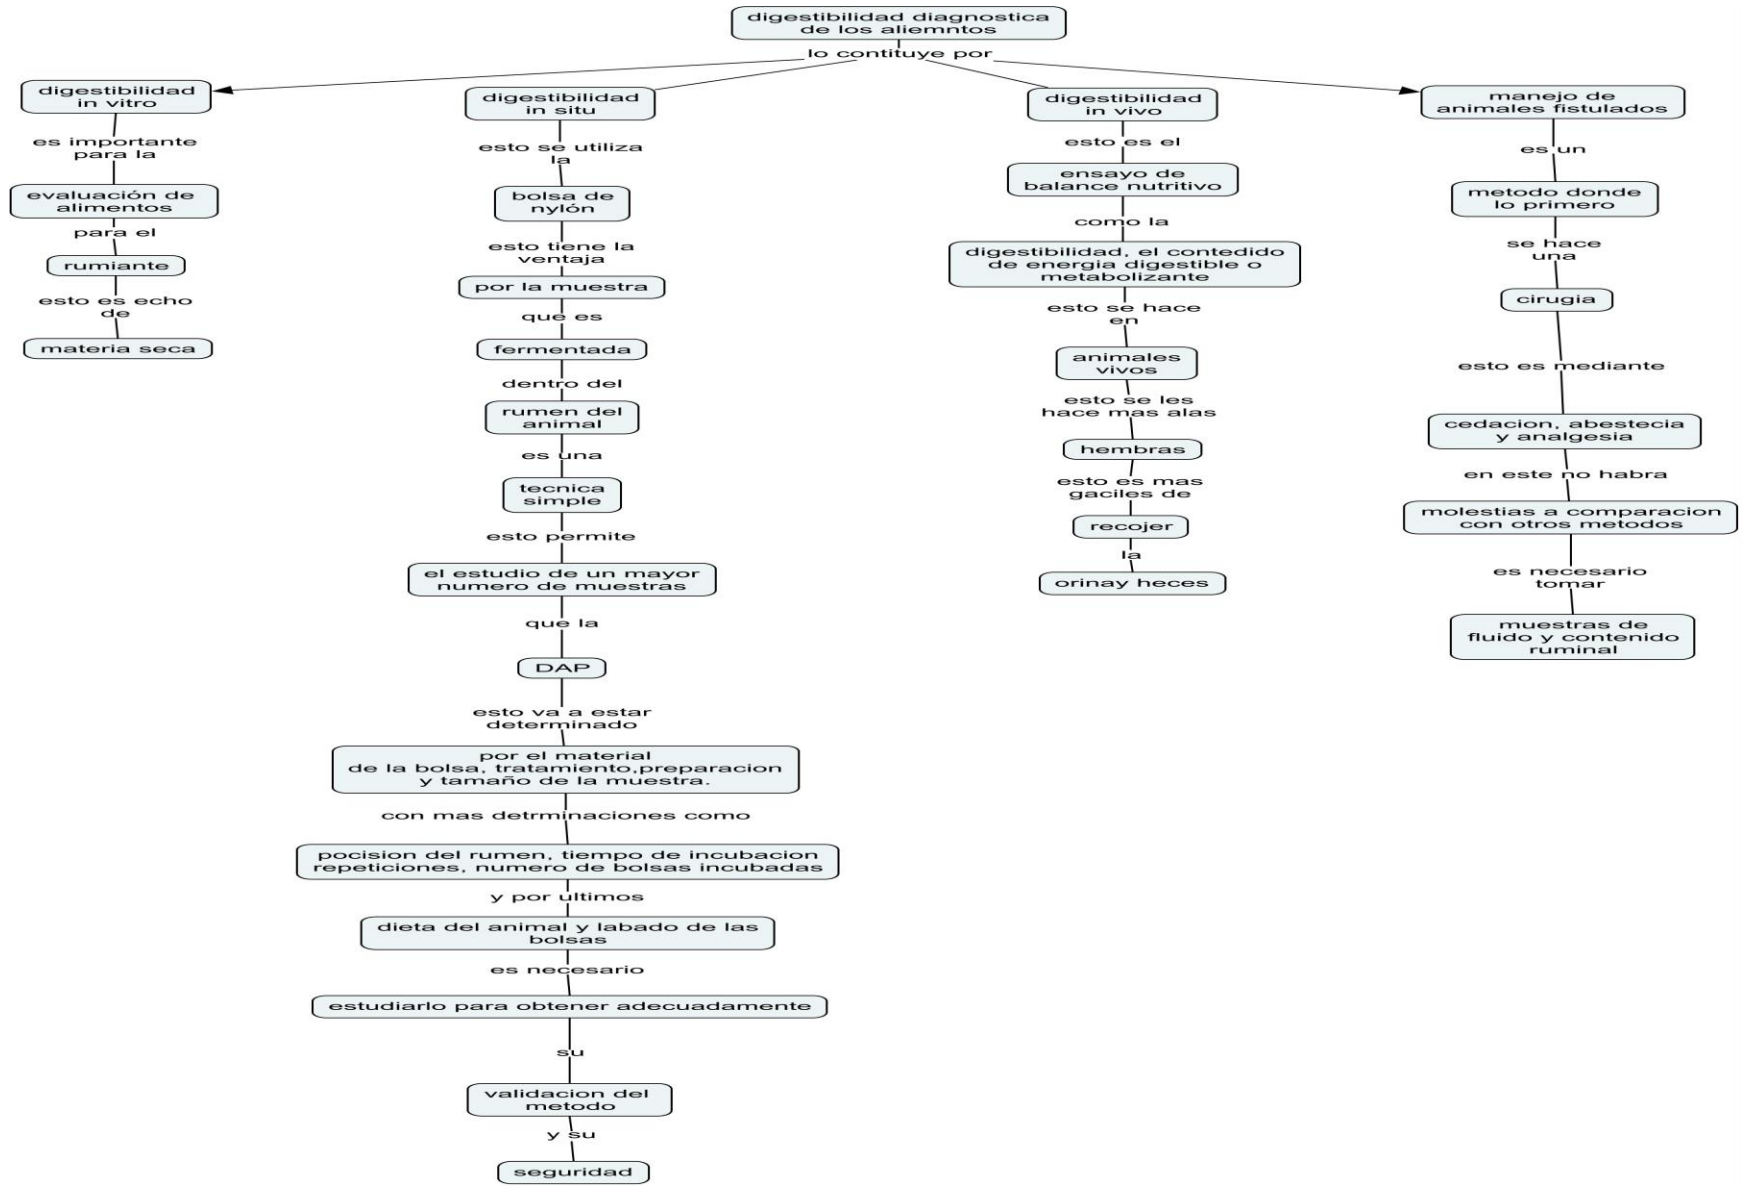 digestibilidad diagnostica
de los aliemntos
lo contituye por
digestibilidad
in vitro
es importante
para la
evaluación de
alimentos
para el
rumiante
esto es echo
de
materia seca
digestibilidad
in situ
esto se utiliza
la
bolsa de
nylón
esto tiene la
ventaja
por la muestra
que es
fermentada
dentro del
rumen del
animal
es una
tecnica
simple
esto permite
el estudio de un mayor
numero de muestras
que la
DAP
esto va a estar
determinado
por el material
de la bolsa, tratamiento,preparacion
y tamaño de la muestra.
con mas detrminaciones como
pocision del rumen, tiempo de incubacion
repeticiones, numero de bolsas incubadas
y por ultimos
dieta del animal y labado de las
bolsas
es necesario
estudiarlo para obtener adecuadamente
su
validacion del
metodo
y su
seguridad
digestibilidad
in vivo
esto es el
ensayo de
balance nutritivo
como la
digestibilidad, el contedido
de energia digestible o
metabolizante
esto se hace
en
animales
vivos
esto se les
hace mas alas
hembras
esto es mas
gaciles de
recojer
la
orinay heces
manejo de
animales fistulados
es un
metodo donde
lo primero
se hace
una
cirugia
esto es mediante
cedacion, abestecia
y analgesia
en este no habra
molestias a comparacion
con otros metodos
es necesario
tomar
muestras de
fluido y contenido
ruminal